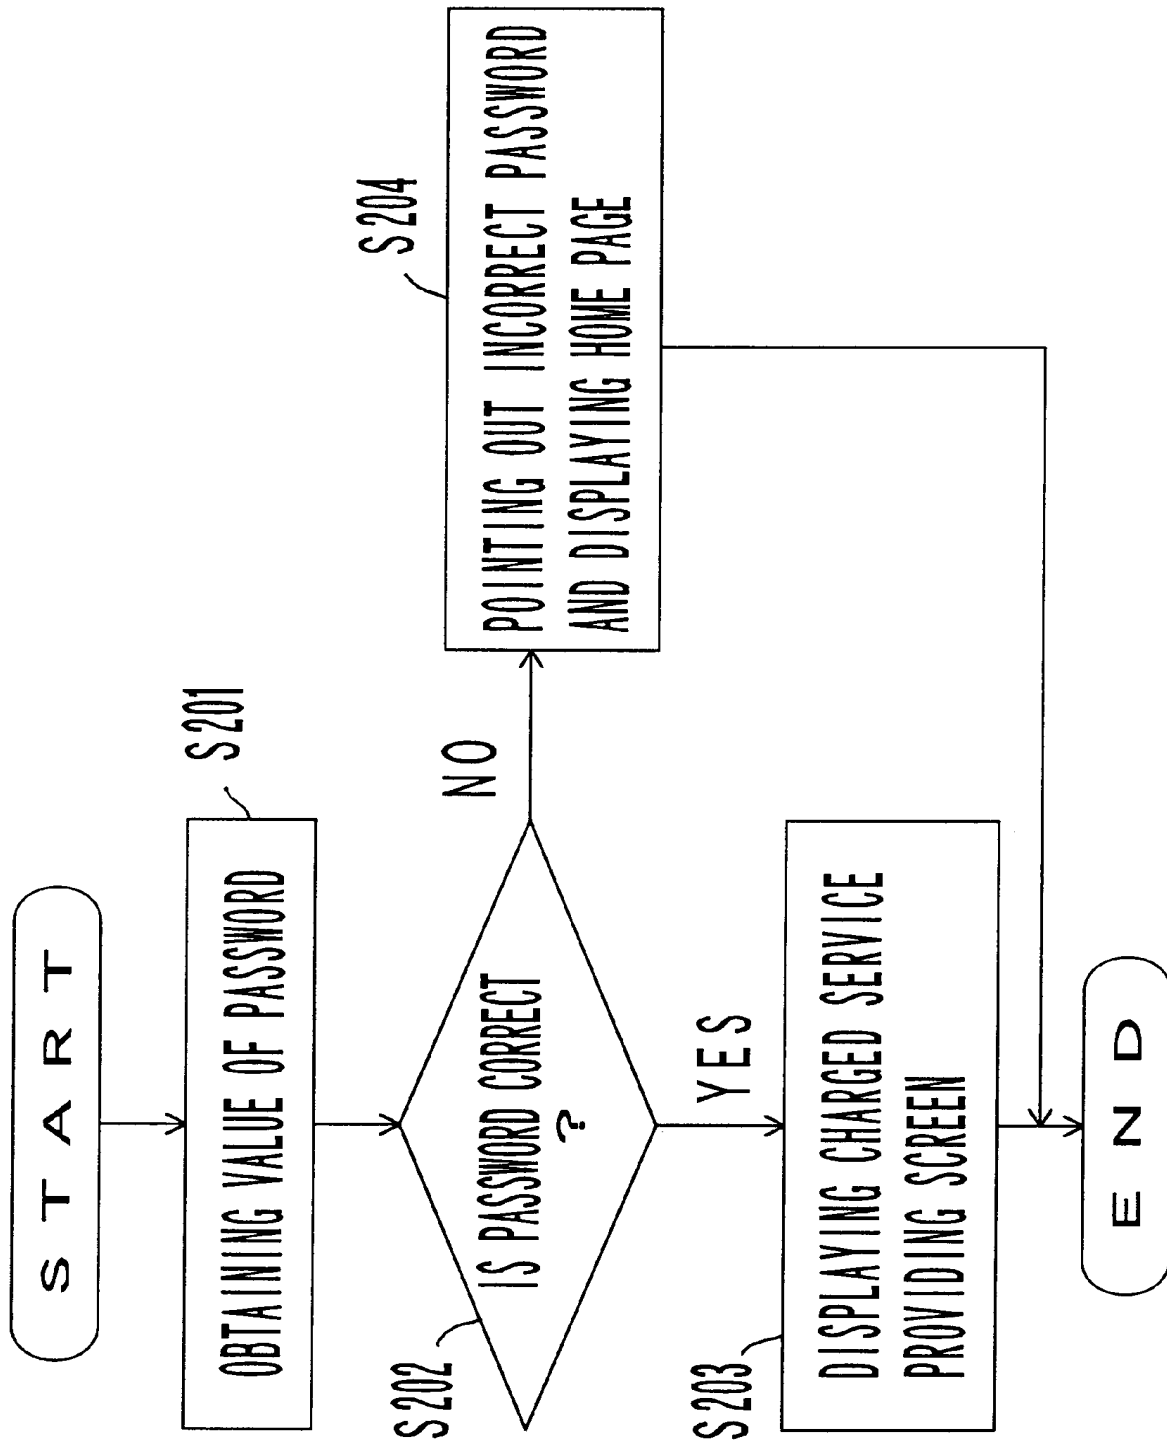 START
OBTAINING VALUE OF PASSWORD
S201
IS PASSWORD CORRECT
?
S202
NO
POINTING OUT INCORRECT PASSWORD
AND DISPLAYING HOME PAGE
S204
YES
DISPLAYING CHARGED SERVICE
PROVIDING SCREEN
S203
END